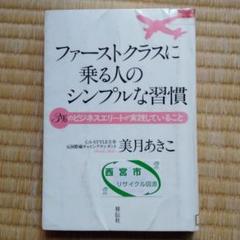 ファーストクラスに
乗る人の
シンプルな習慣
のビジネスエリートが実践していること
美月あきこ
西宮市
リサイクル図書
祥伝社